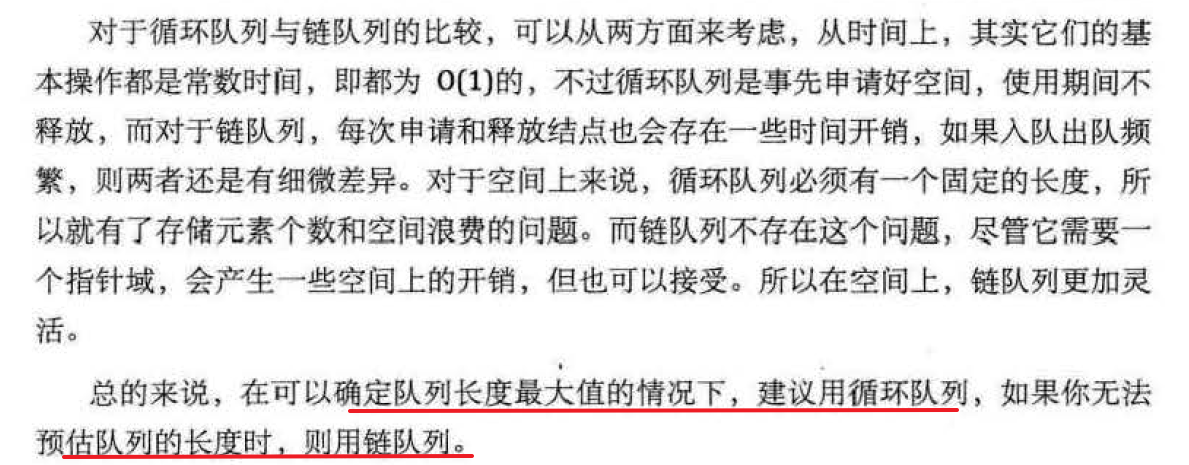 对于循环队列与链队列的比较，可以从两方面来考虑，从时间上，其实它们的基
本操作都是常数时间，即都为 O(1)的，不过循环队列是事先申请好空间，使用期间不
释放，而对于链队列，每次申请和释放结点也会存在一些时间开销，如果入队出队频
繁，则两者还是有细微差异。对于空间上来说，循环队列必须有一个固定的长度，所
以就有了存储元素个数和空间浪费的问题。而链队列不存在这个问题，尽管它需要一
个指针域，会产生一些空间上的开销，但也可以接受。所以在空间上，链队列更加灵
活。
总的来说，在可以确定队列长度最大值的情况下，建议用循环队列，如果你无法
预估队列的长度时，则用链队列。